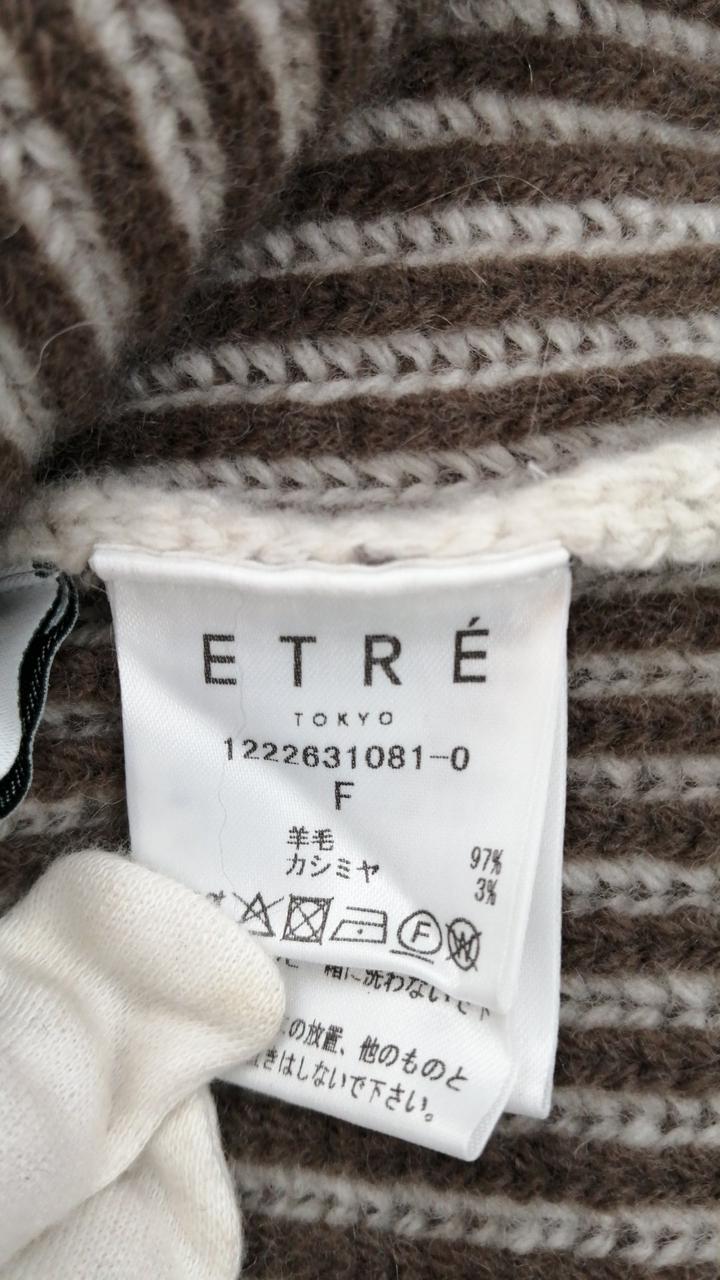 ETRÉ
TOKYO
1222631081-0
F
羊毛 97%
カシミヤ 3%
F W
緒に洗わないで下
の放置、他のものと
きはしないで下さい。